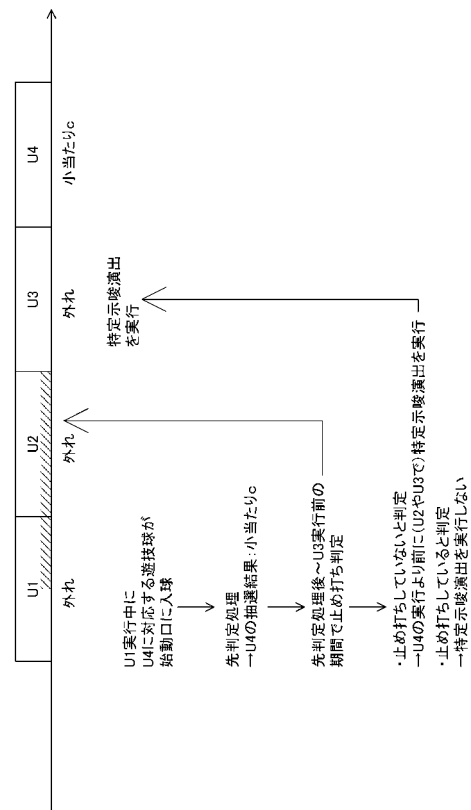 U1
U2
U3
U4
外れ
外れ
外れ
小当たりc
U1実行中に
U4に対応する遊技球が
始動口に入球
先判定処理
→U4の抽選結果：小当たりc
先判定処理後～U3実行前の
期間で止め打ち判定
・止め打ちしていないと判定
→U4の実行より前に（U2やU3で）特定示唆演出を実行
・止め打ちしていると判定
→特定示唆演出を実行しない
特定示唆演出
を実行